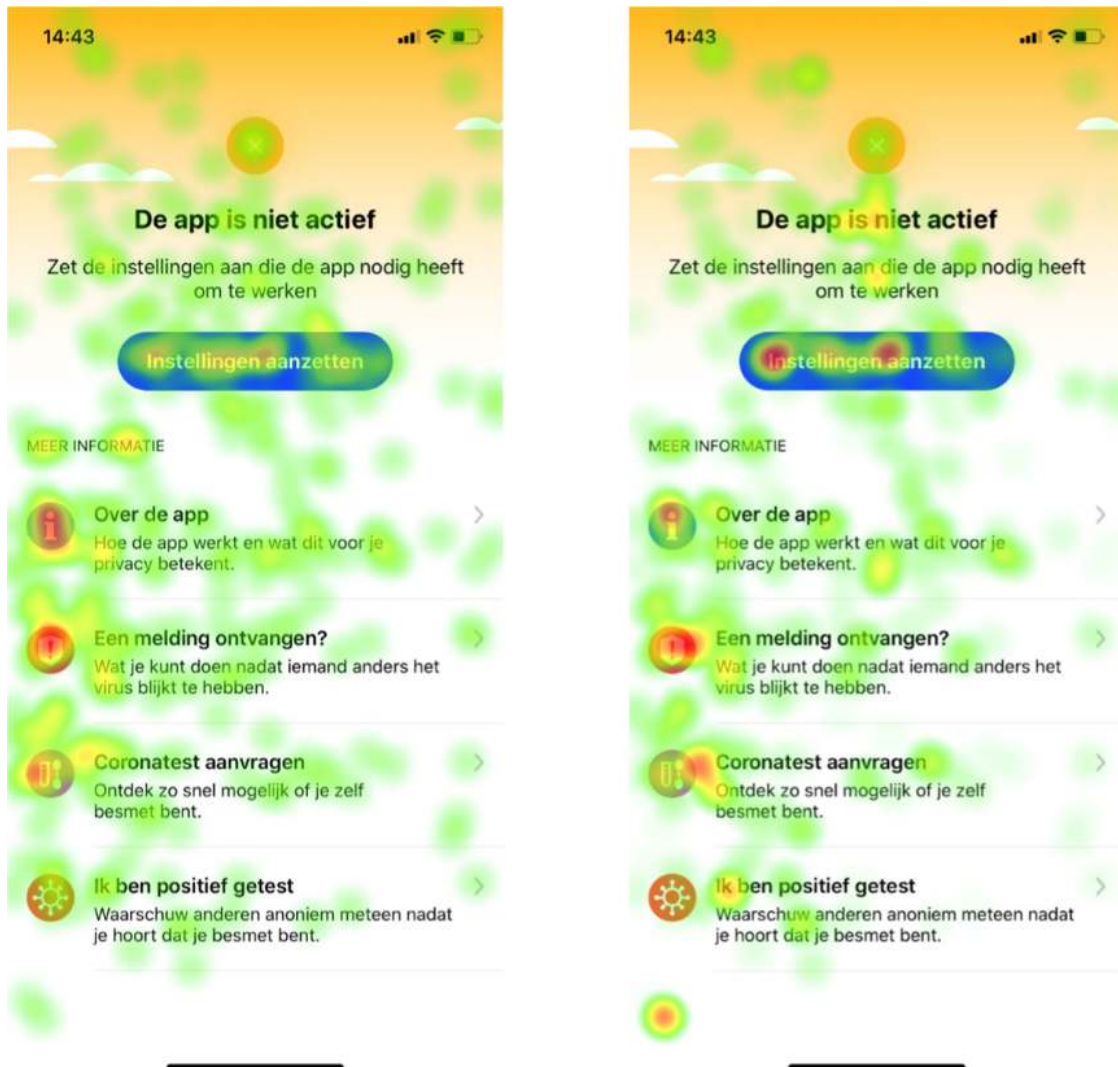 14:43
De app is niet actief
Zet de instellingen aan die de app nodig heeft
om te werken
Instellingen aanzetten
MEER INFORMATIE
Over de app
Hoe de app werkt en wat dit voor je
privacy betekent.
Een melding ontvangen?
Wat je kunt doen nadat iemand anders het
virus blijkt te hebben.
Coronatest aanvragen
Ontdek zo snel mogelijk of je zelf
besmet bent.
Ik ben positief getest
Waarschuw anderen anoniem meteen nadat
je hoort dat je besmet bent.
14:43
De app is niet actief
Zet de instellingen aan die de app nodig heeft
om te werken
Instellingen aanzetten
MEER INFORMATIE
Over de app
Hoe de app werkt en wat dit voor je
privacy betekent.
Een melding ontvangen?
Wat je kunt doen nadat iemand anders het
virus blijkt te hebben.
Coronatest aanvragen
Ontdek zo snel mogelijk of je zelf
besmet bent.
Ik ben positief getest
Waarschuw anderen anoniem meteen nadat
je hoort dat je besmet bent.